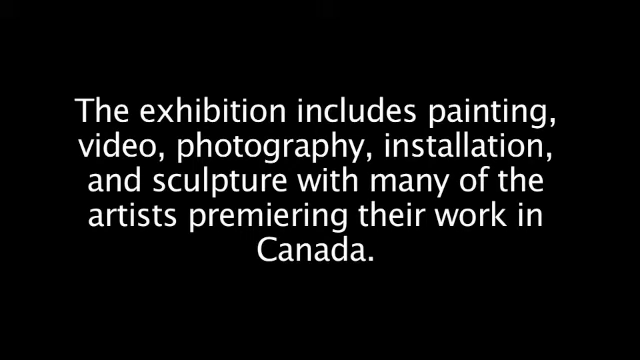 The exhibition includes painting,
video, photography, installation,
and sculpture with many of the
artists premiering their work in
Canada.